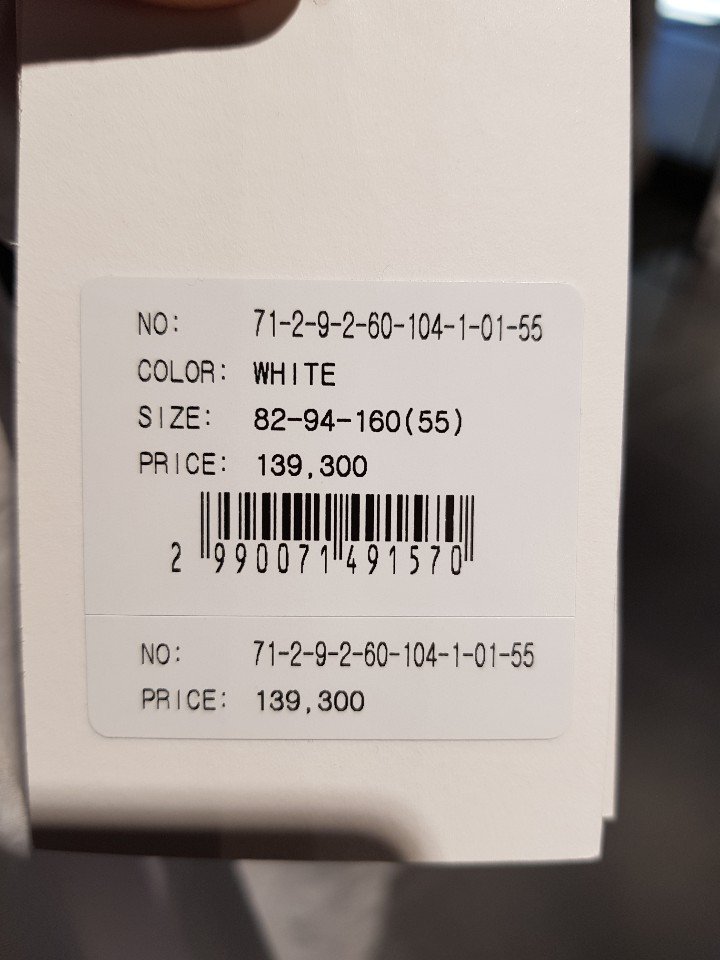 NO: 71-2-9-2-60-104-1-01-55
COLOR: WHITE
SIZE: 82-94-160(55)
PRICE: 139,300
2 990071 491570
NO: 71-2-9-2-60-104-1-01-55
PRICE: 139,300